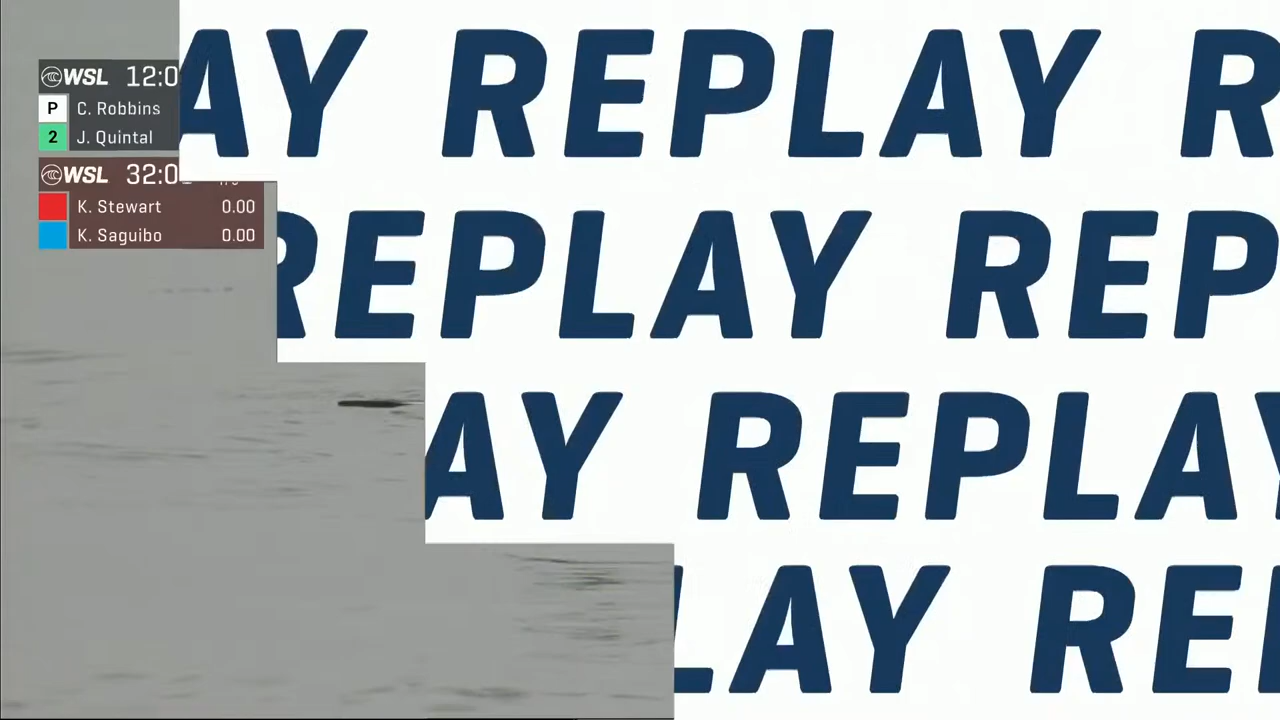 WSL 12:0
P C. Robbins
2 J. Quintal
WSL 32:0
K. Stewart 0.00
K. Saguibo 0.00
AY REPLAY R
REPLAY REP
AY REPLAY
LAY RE